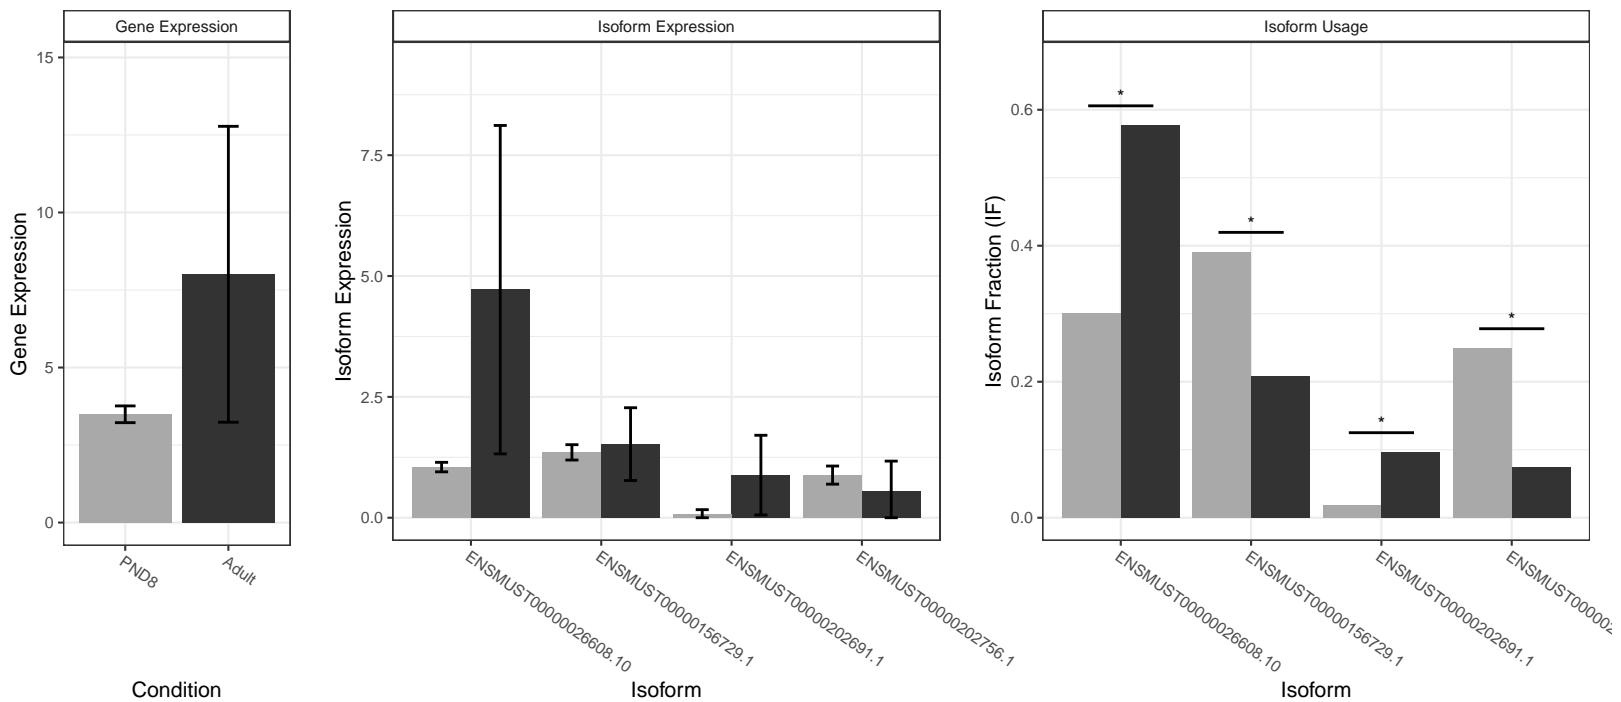 Gene Expression
Gene Expression
15
10
5
0
PND8
Adult
Condition
Isoform Expression
Isoform Expression
7.5
5.0
2.5
0.0
ENSMUST00000026608.10
ENSMUST00000156729.1
ENSMUST00000202691.1
ENSMUST00000202756.1
Isoform
Isoform Usage
Isoform Fraction (IF)
0.6
0.4
0.2
0.0
*
*
*
*
ENSMUST00000026608.10
ENSMUST00000156729.1
ENSMUST00000202691.1
ENSMUST000002
Isoform